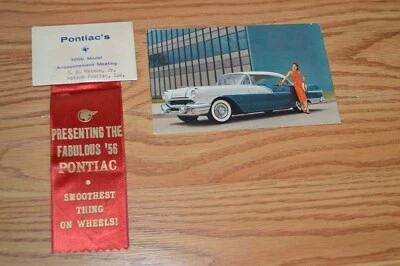 Pontiac's
1956 Model
Announcement Meeting
PRESENTING THE
FABULOUS '56
PONTIAC
SMOOTHEST
THING
ON WHEELS!